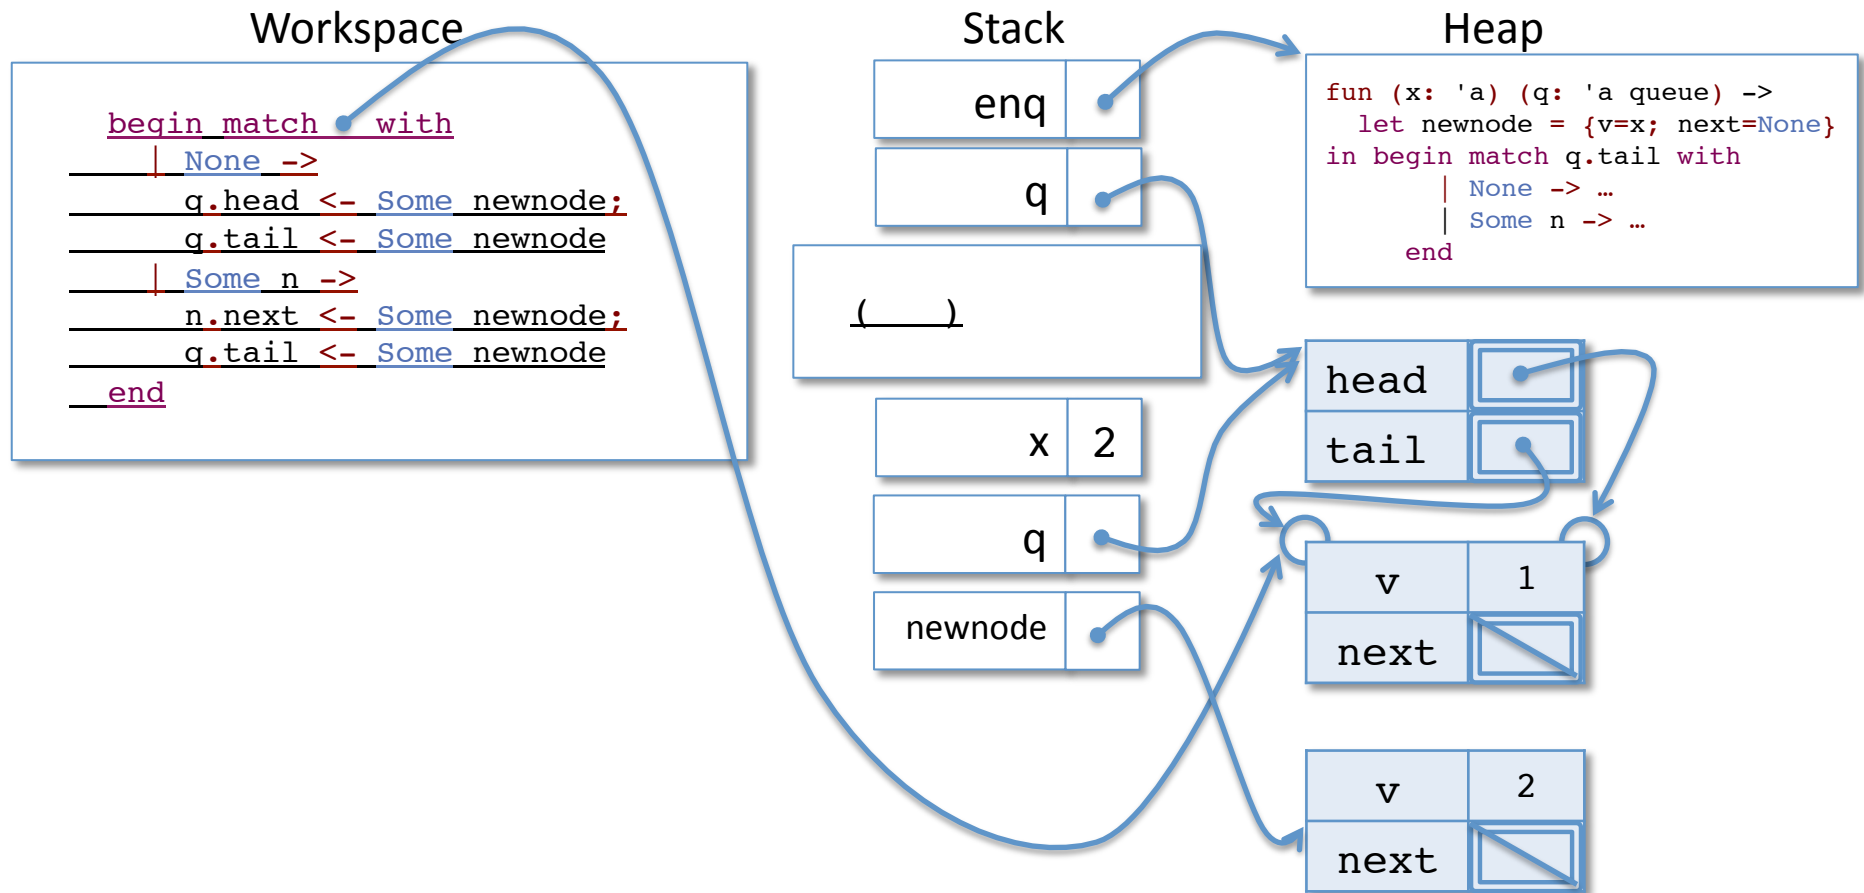 Workspace
begin match with
| None ->
q.head <- Some newnode;
q.tail <- Some newnode
| Some n ->
n.next <- Some newnode;
q.tail <- Some newnode
end
Stack
enq
q
( )
x 2
q
newnode
Heap
fun (x: 'a) (q: 'a queue) ->
let newnode = {v=x; next=None}
in begin match q.tail with
| None -> …
| Some n -> …
end
head
tail
v 1
next
v 2
next